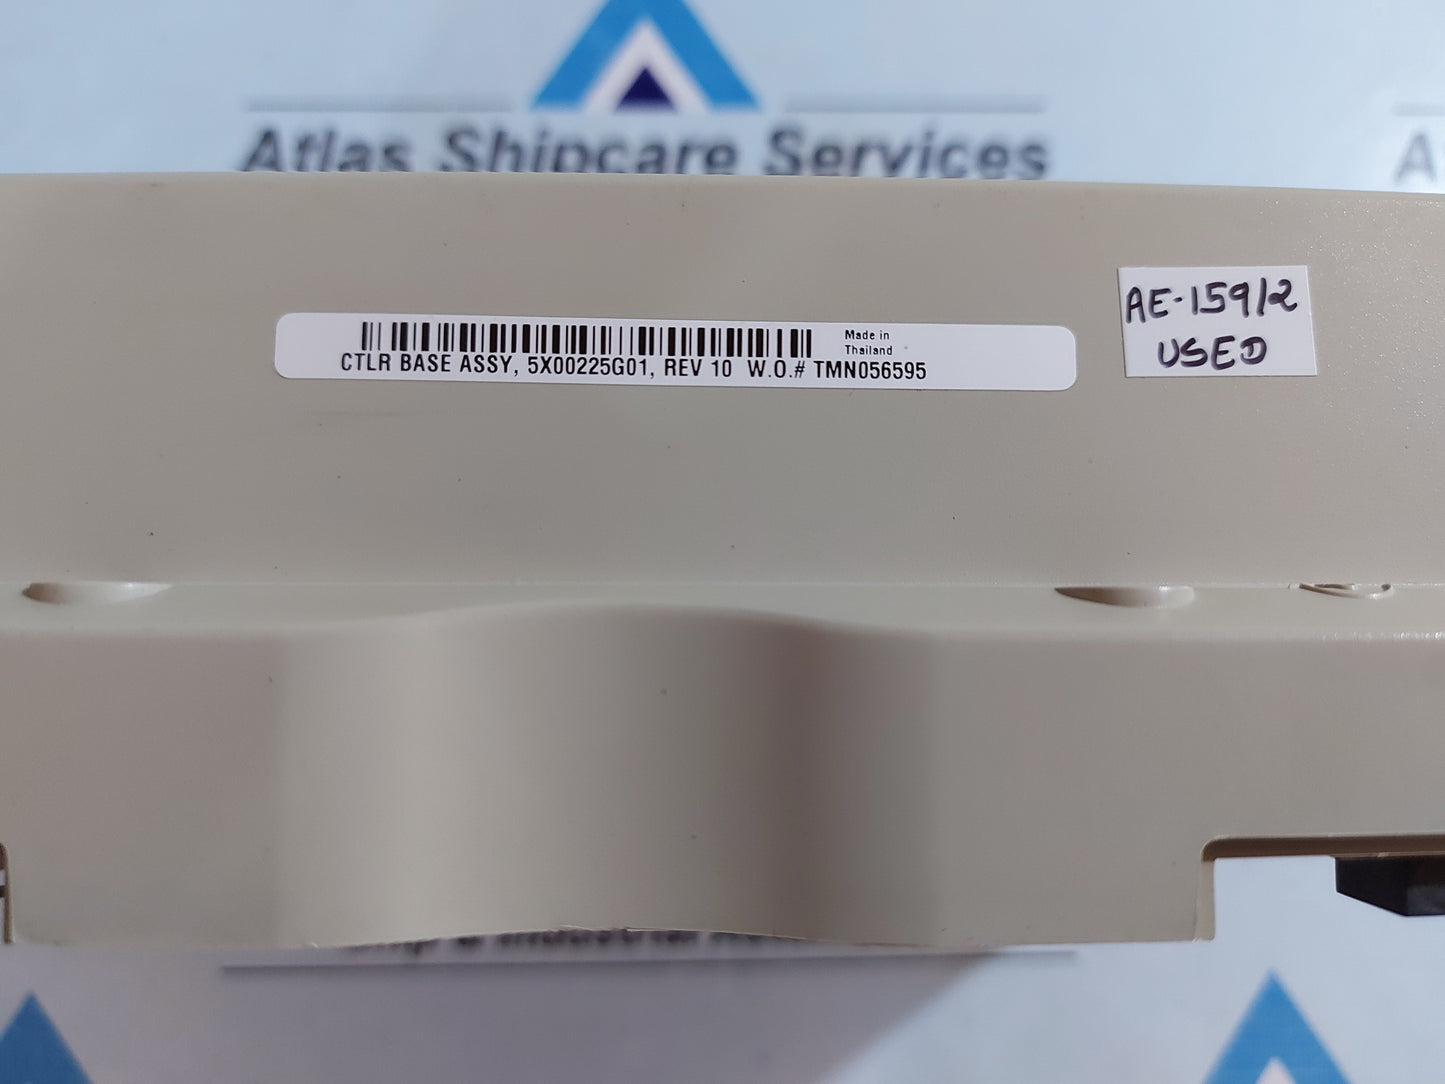 Atlas Shipcare Services
A
Made in
Thailand
CTLR BASE ASSY, 5X00225G01, REV 10 W.O.# TMN056595
AE-159/2
USED